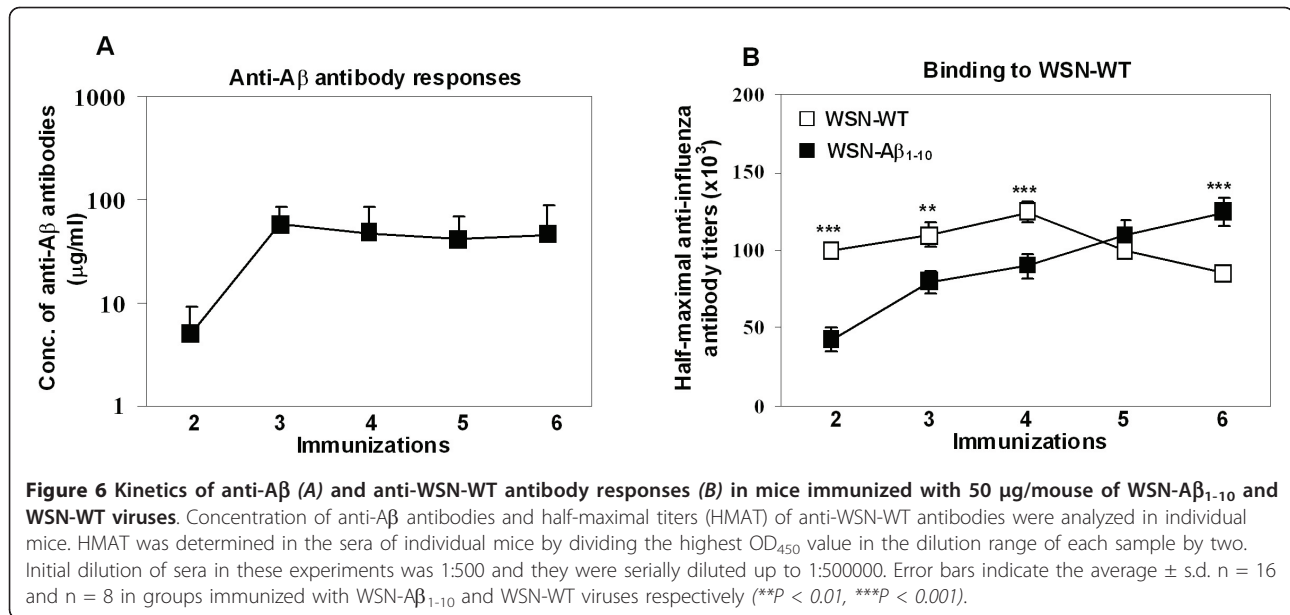 A
Anti-Aβ antibody responses
Conc. of anti-Aβ antibodies
(µg/ml)
1000
100
10
1
2 3 4 5 6
Immunizations
B
Binding to WSN-WT
Half-maximal anti-influenza
antibody titers (x10³)
200
150
100
50
0
WSN-WT
WSN-Aβ₁₋₁₀
*** ** *** ***
2 3 4 5 6
Immunizations
Figure 6 Kinetics of anti-Aβ (A) and anti-WSN-WT antibody responses (B) in mice immunized with 50 µg/mouse of WSN-Aβ₁₋₁₀ and
WSN-WT viruses. Concentration of anti-Aβ antibodies and half-maximal titers (HMAT) of anti-WSN-WT antibodies were analyzed in individual
mice. HMAT was determined in the sera of individual mice by dividing the highest OD₄₅₀ value in the dilution range of each sample by two.
Initial dilution of sera in these experiments was 1:500 and they were serially diluted up to 1:500000. Error bars indicate the average ± s.d. n = 16
and n = 8 in groups immunized with WSN-Aβ₁₋₁₀ and WSN-WT viruses respectively (**P < 0.01, ***P < 0.001).